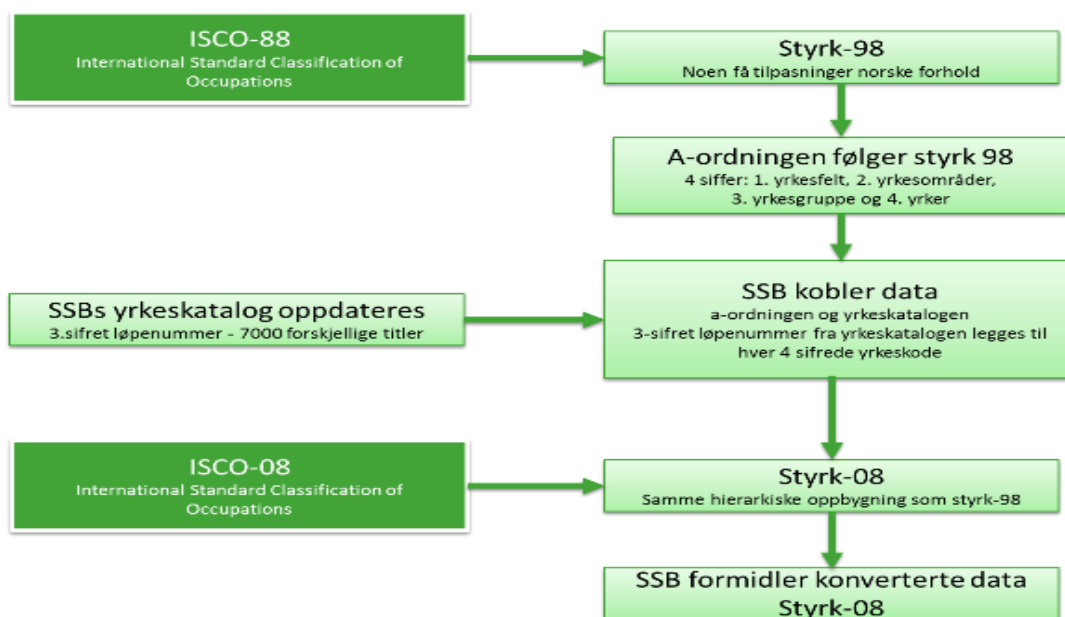 ISCO-88
International Standard Classification of
Occupations
Styrk-98
Noen få tilpasninger norske forhold
A-ordningen følger styrk 98
4 siffer: 1. yrkesfelt, 2. yrkesområder,
3. yrkesgruppe og 4. yrker
SSBs yrkeskatalog oppdateres
3.sifret løpenummer - 7000 forskjellige titler
SSB kobler data
a-ordningen og yrkeskatalogen
3-sifret løpenummer fra yrkeskatalogen legges til
hver 4 sifrede yrkeskode
ISCO-08
International Standard Classification of
Occupations
Styrk-08
Samme hierarkiske oppbygning som styrk-98
SSB formidler konverterte data
Styrk-08